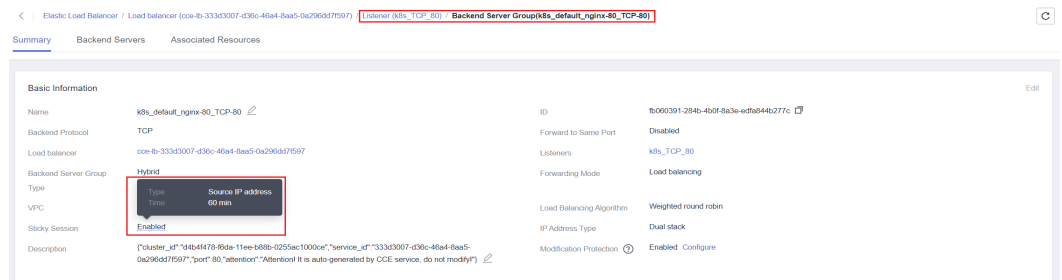 Elastic Load Balancer / Load balancer (cce-lb-333d3007-d36c-46a4-8aa5-0a296dd7f597) / Listener (k8s_TCP_80) / Backend Server Group(k8s_default_nginx-80_TCP-80)
Summary Backend Servers Associated Resources
Basic Information Edit
Name k8s_default_nginx-80_TCP-80 ID fb060391-284b-4b0f-8a3e-edfa844b277c
Backend Protocol TCP Forward to Same Port Disabled
Load balancer cce-lb-333d3007-d36c-46a4-8aa5-0a296dd7f597 Listeners k8s_TCP_80
Backend Server Group Hybrid Forwarding Mode Load balancing
Type
Type Source IP address
Time 60 min
VPC Load Balancing Algorithm Weighted round robin
Sticky Session Enabled IP Address Type Dual stack
Description {"cluster_id":"d4b4f478-f6da-11ee-b88b-0255ac1000ce","service_id":"333d3007-d36c-46a4-8aa5- Modification Protection ? Enabled Configure
0a296dd7f597","port":80,"attention":"Attention! It is auto-generated by CCE service, do not modify!"}